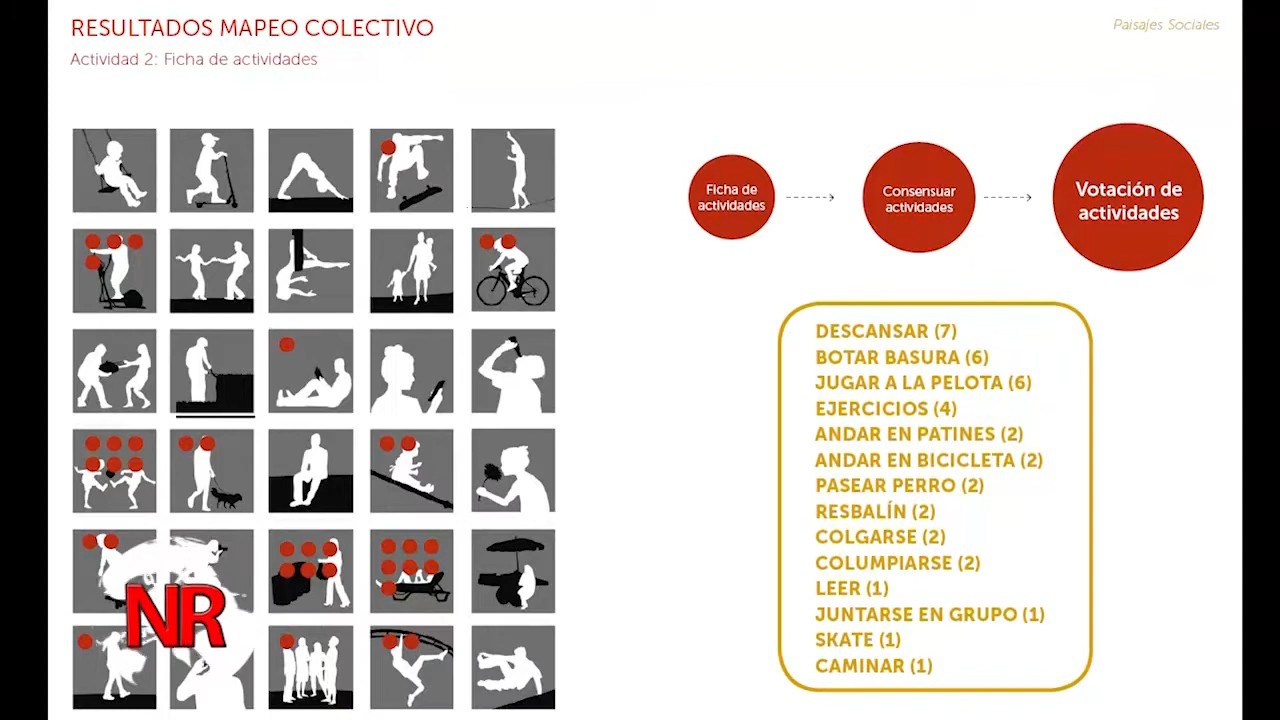 RESULTADOS MAPEO COLECTIVO
Paisajes Sociales
Actividad 2: Ficha de actividades
Ficha de
actividades
Consensuar
actividades
Votación de
actividades
DESCANSAR (7)
BOTAR BASURA (6)
JUGAR A LA PELOTA (6)
EJERCICIOS (4)
ANDAR EN PATINES (2)
ANDAR EN BICICLETA (2)
PASEAR PERRO (2)
RESBALÍN (2)
COLGARSE (2)
COLUMPIARSE (2)
LEER (1)
JUNTARSE EN GRUPO (1)
SKATE (1)
CAMINAR (1)
NR